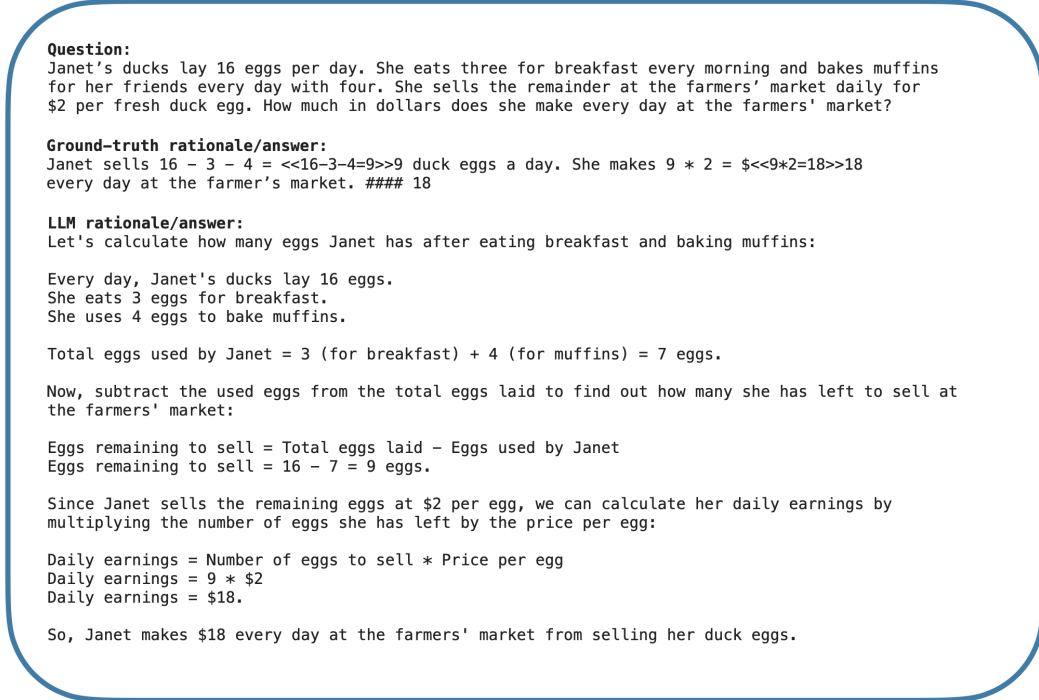 Question:
Janet’s ducks lay 16 eggs per day. She eats three for breakfast every morning and bakes muffins
for her friends every day with four. She sells the remainder at the farmers’ market daily for
$2 per fresh duck egg. How much in dollars does she make every day at the farmers' market?
Ground-truth rationale/answer:
Janet sells 16 - 3 - 4 = <<16-3-4=9>>9 duck eggs a day. She makes 9 * 2 = $<<9*2=18>>18
every day at the farmer’s market. #### 18
LLM rationale/answer:
Let's calculate how many eggs Janet has after eating breakfast and baking muffins:
Every day, Janet's ducks lay 16 eggs.
She eats 3 eggs for breakfast.
She uses 4 eggs to bake muffins.
Total eggs used by Janet = 3 (for breakfast) + 4 (for muffins) = 7 eggs.
Now, subtract the used eggs from the total eggs laid to find out how many she has left to sell at
the farmers' market:
Eggs remaining to sell = Total eggs laid - Eggs used by Janet
Eggs remaining to sell = 16 - 7 = 9 eggs.
Since Janet sells the remaining eggs at $2 per egg, we can calculate her daily earnings by
multiplying the number of eggs she has left by the price per egg:
Daily earnings = Number of eggs to sell * Price per egg
Daily earnings = 9 * $2
Daily earnings = $18.
So, Janet makes $18 every day at the farmers' market from selling her duck eggs.